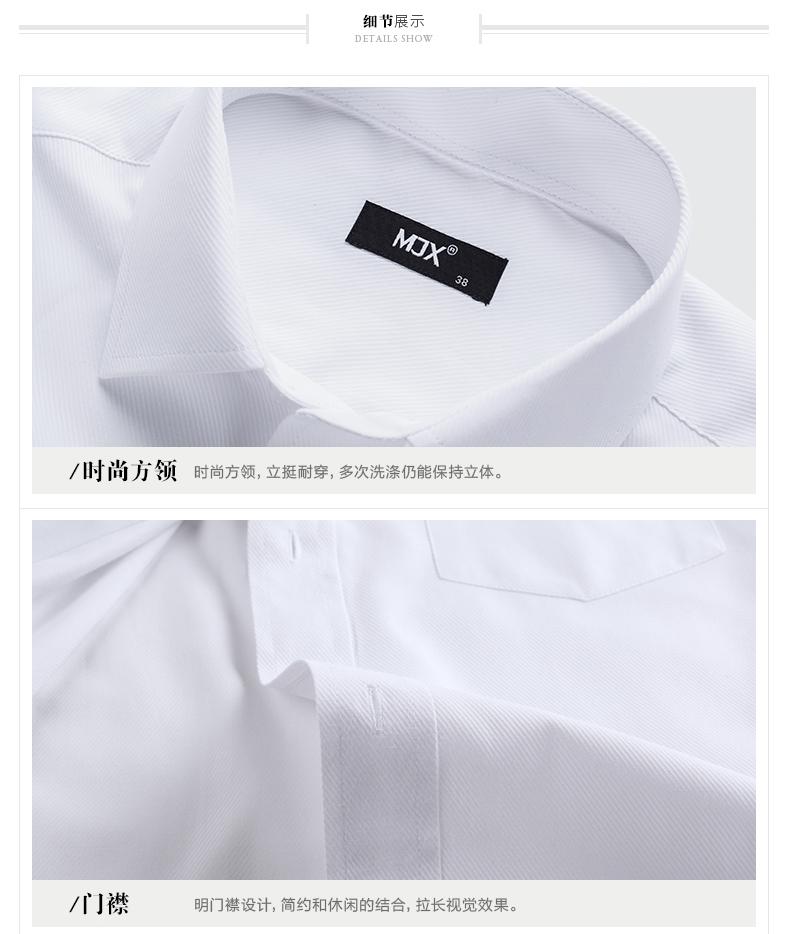 细节展示
DETAILS SHOW
MJX®
38
/时尚方领 时尚方领, 立挺耐穿, 多次洗涤仍能保持立体。
/门襟 明门襟设计, 简约和休闲的结合, 拉长视觉效果。